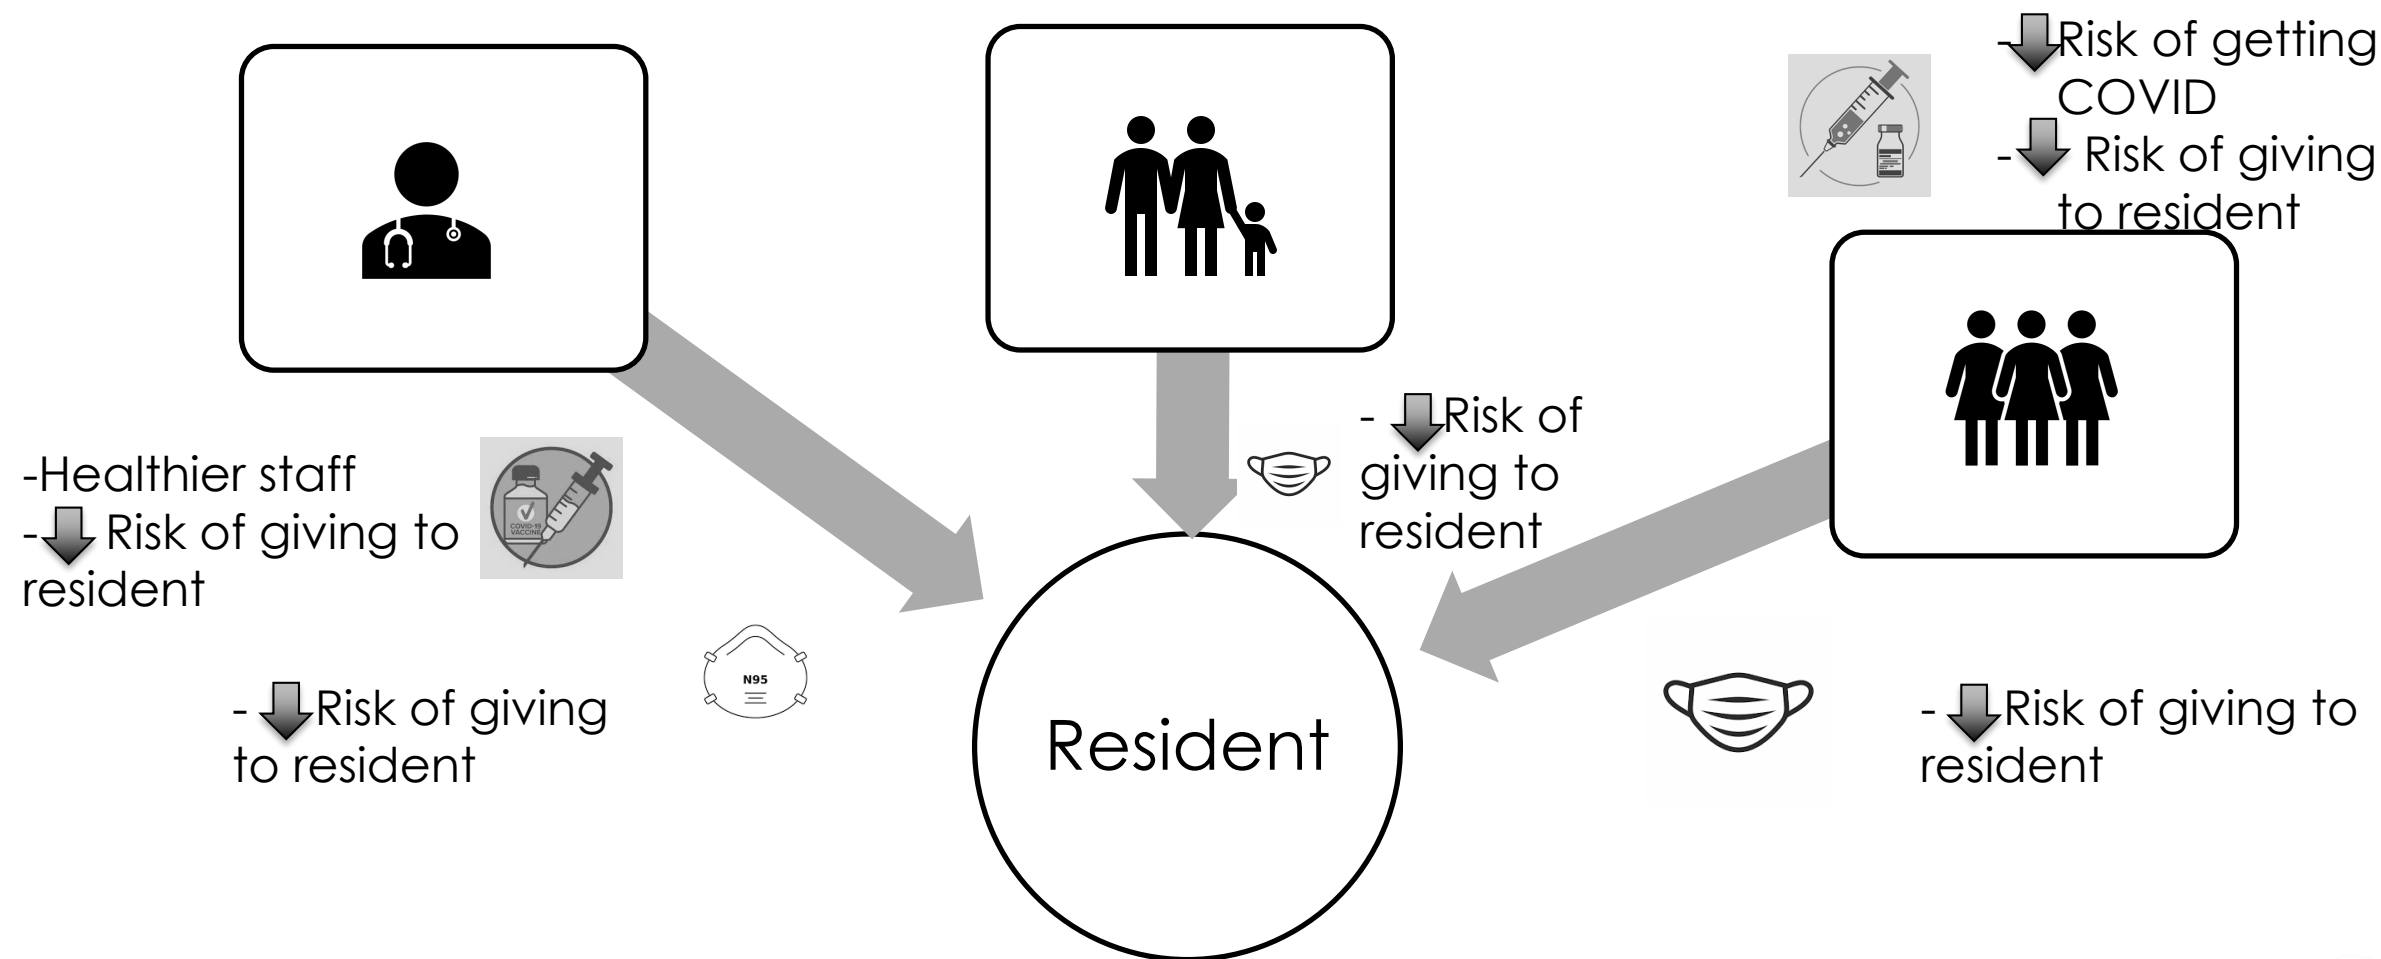 -Risk of getting
COVID
- Risk of giving
to resident
- Risk of
giving to
resident
-Healthier staff
- Risk of giving to
resident
COVID-19
VACCINE
N95
- Risk of giving
to resident
Resident
- Risk of giving to
resident